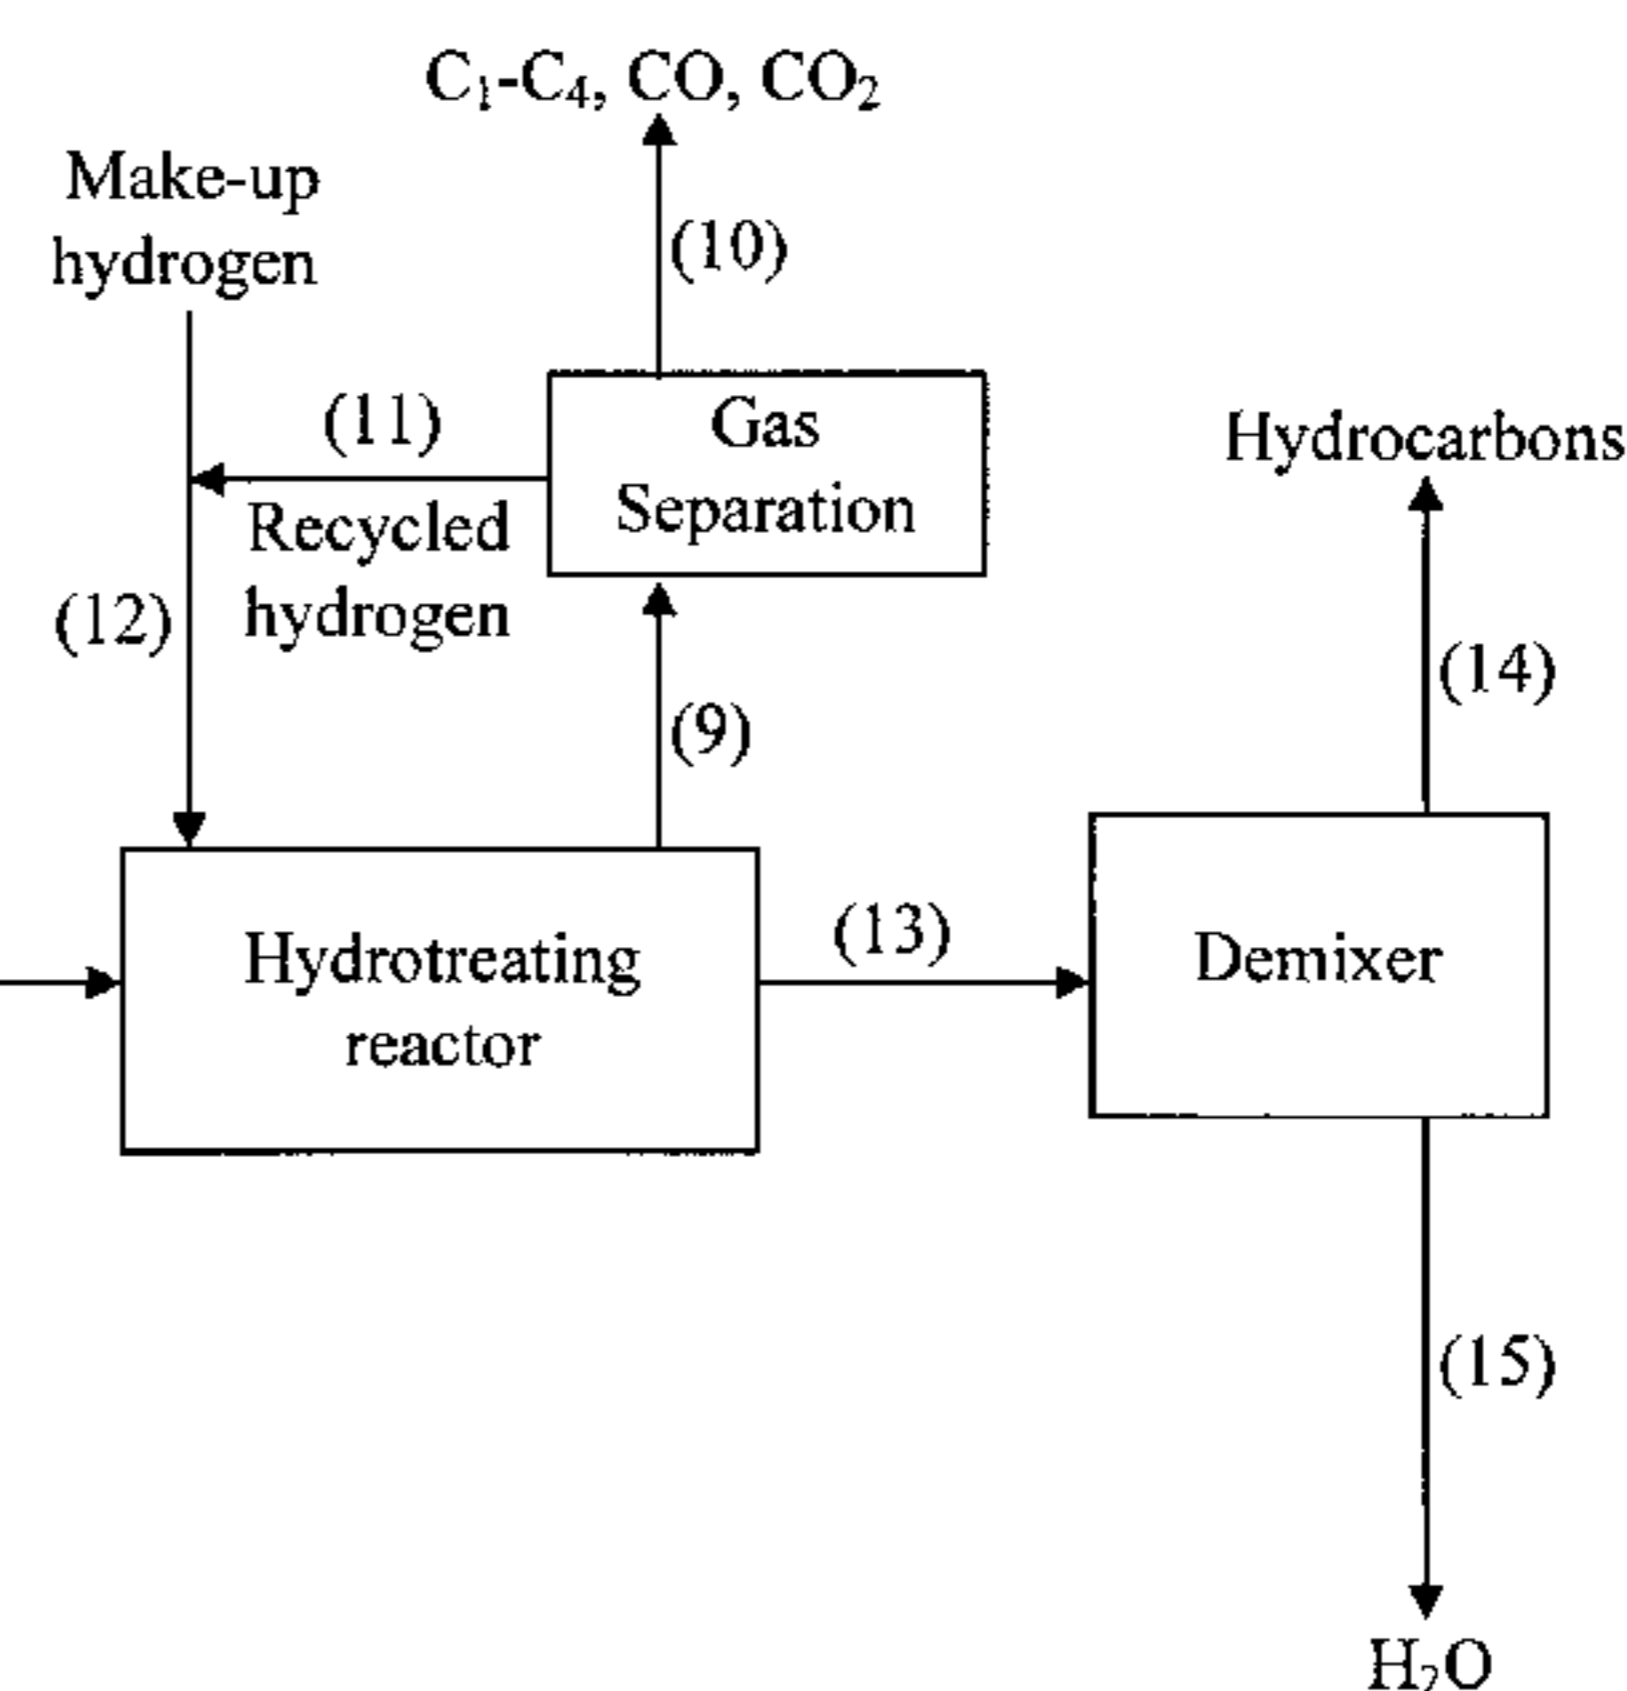 C₁-C₄, CO, CO₂
Make-up
hydrogen
(10)
(11)
Gas
Separation
Recycled
hydrogen
Hydrocarbons
(12)
(14)
(9)
(13)
Hydrotreating
reactor
Demixer
(15)
H₂O